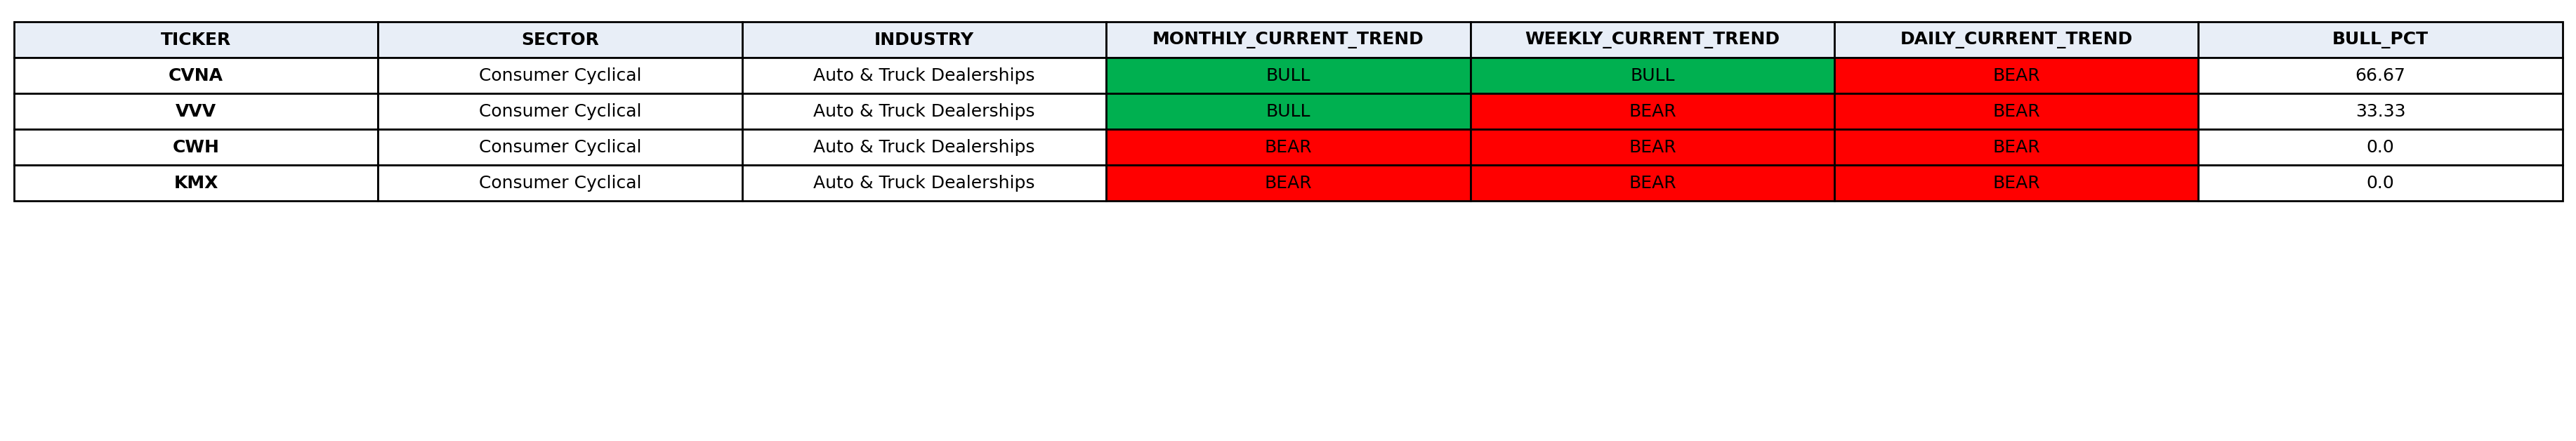 TICKER SECTOR INDUSTRY MONTHLY_CURRENT_TREND WEEKLY_CURRENT_TREND DAILY_CURRENT_TREND BULL_PCT
CVNA Consumer Cyclical Auto & Truck Dealerships BULL BULL BEAR 66.67
VVV Consumer Cyclical Auto & Truck Dealerships BULL BEAR BEAR 33.33
CWH Consumer Cyclical Auto & Truck Dealerships BEAR BEAR BEAR 0.0
KMX Consumer Cyclical Auto & Truck Dealerships BEAR BEAR BEAR 0.0